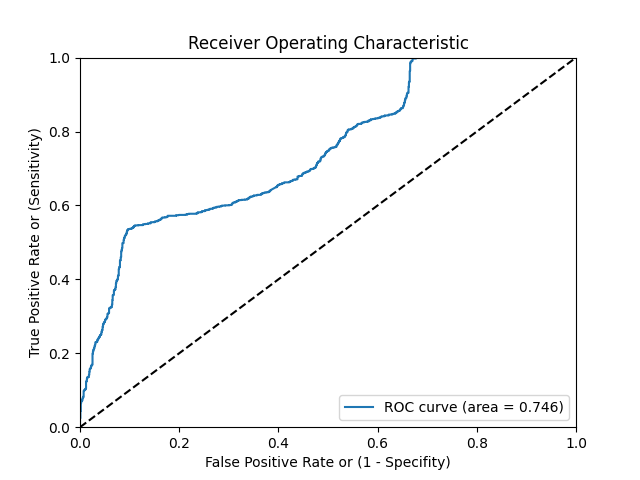 Receiver Operating Characteristic
1.0
0.8
0.6
0.4
0.2
0.0
True Positive Rate or (Sensitivity)
ROC curve (area = 0.746)
0.0 0.2 0.4 0.6 0.8 1.0
False Positive Rate or (1 - Specifity)